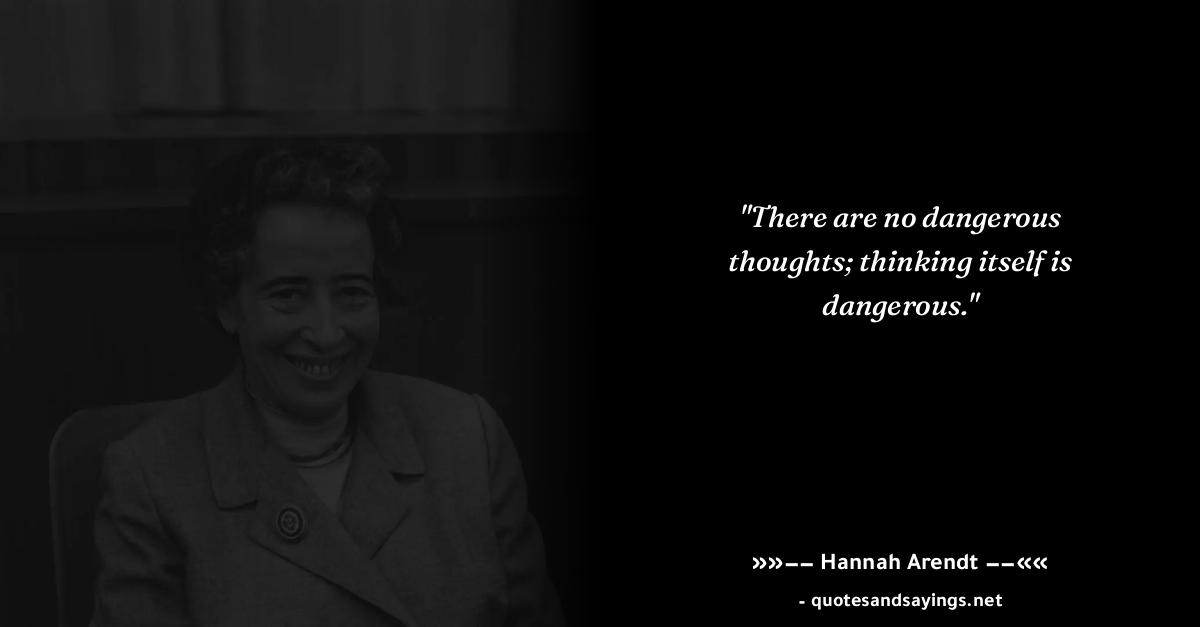 "There are no dangerous
thoughts; thinking itself is
dangerous."
»»−− Hannah Arendt −−««
- quotesandsayings.net